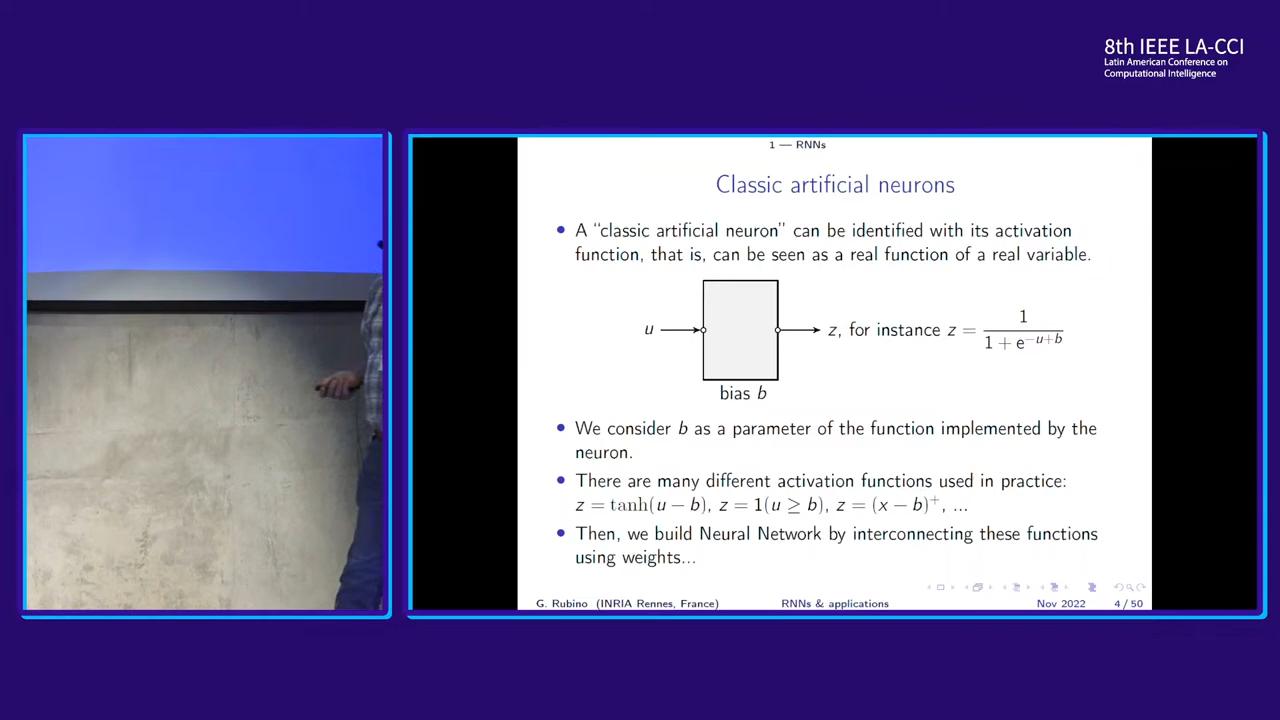 8th IEEE LA-CCI
Latin American Conference on
Computational Intelligence
1 — RNNs
Classic artificial neurons
• A “classic artificial neuron” can be identified with its activation
function, that is, can be seen as a real function of a real variable.
u
z, for instance z = 1 / (1 + e^{−u+b})
bias b
• We consider b as a parameter of the function implemented by the
neuron.
• There are many different activation functions used in practice:
z = tanh(u − b), z = 1(u ≥ b), z = (x − b)⁺, ...
• Then, we build Neural Network by interconnecting these functions
using weights...
G. Rubino (INRIA Rennes, France) RNNs & applications Nov 2022 4 / 50